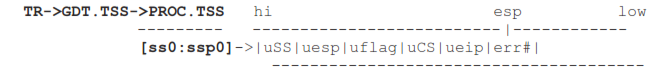 TR->GDT.TSS->PROC.TSS hi esp low
--------- --------------------------|------------
[ss0:ssp0]->|uSS|uesp|uflag|uCS|ueip|err#|
---------------------------------------